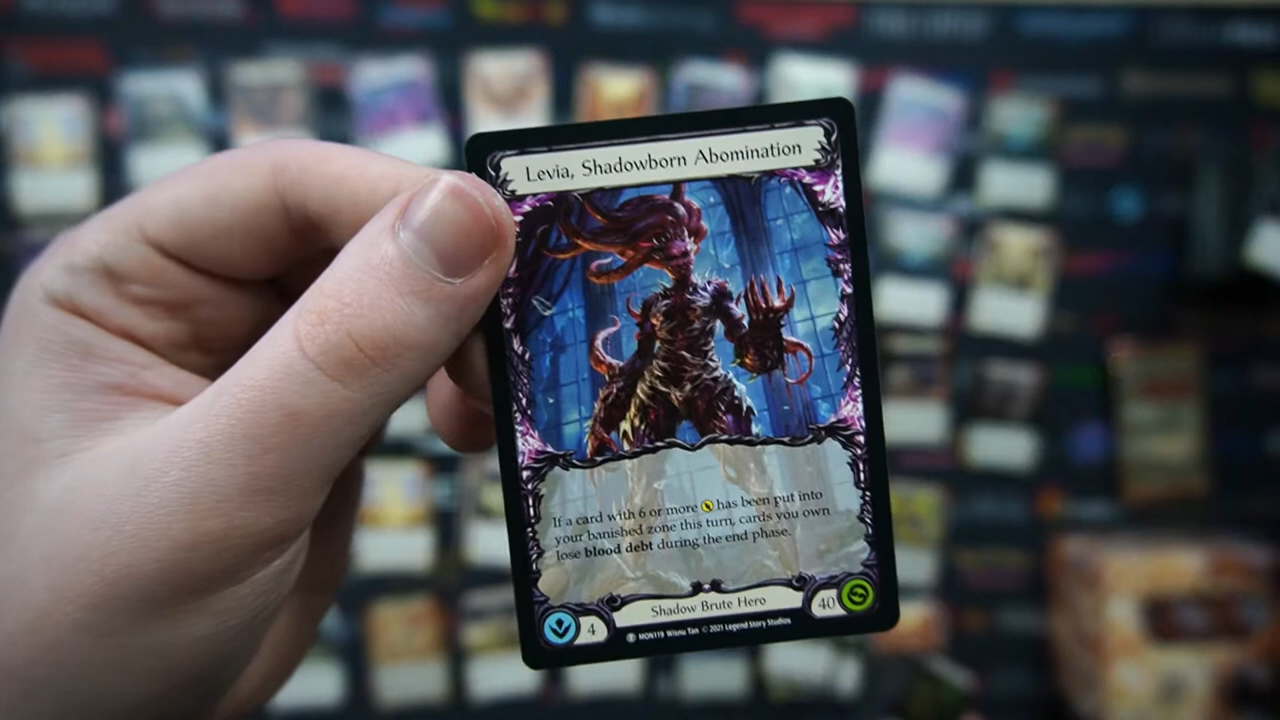 Levia, Shadowborn Abomination
If a card with 6 or more has been put into
your banished zone this turn, cards you own
lose blood debt during the end phase.
Shadow Brute Hero
4
40
MON119 Wisnu Tan © 2021 Legend Story Studios